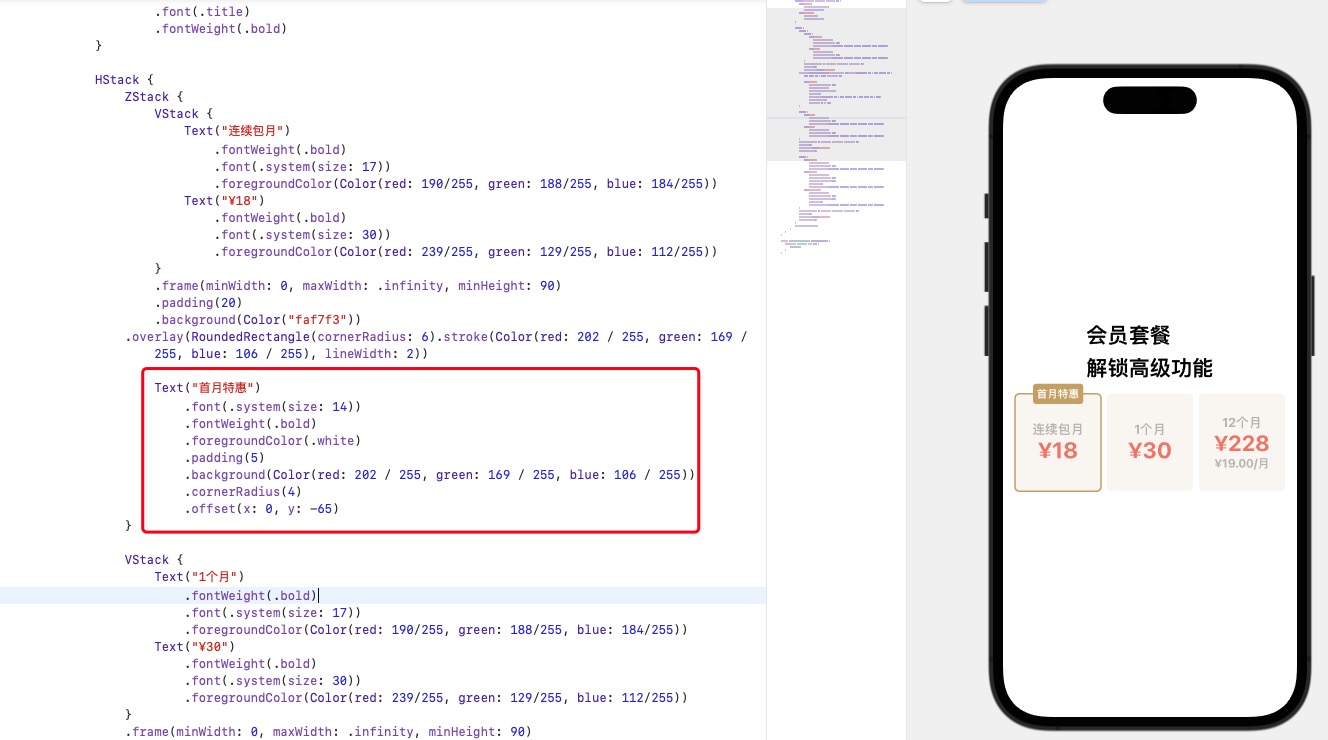 .font(.title)
.fontWeight(.bold)
}
HStack {
ZStack {
VStack {
Text("连续包月")
.fontWeight(.bold)
.font(.system(size: 17))
.foregroundColor(Color(red: 190/255, green: 188/255, blue: 184/255))
Text("¥18")
.fontWeight(.bold)
.font(.system(size: 30))
.foregroundColor(Color(red: 239/255, green: 129/255, blue: 112/255))
}
.frame(minWidth: 0, maxWidth: .infinity, minHeight: 90)
.padding(20)
.background(Color("faf7f3"))
.overlay(RoundedRectangle(cornerRadius: 6).stroke(Color(red: 202 / 255, green: 169 /
255, blue: 106 / 255), lineWidth: 2))
Text("首月特惠")
.font(.system(size: 14))
.fontWeight(.bold)
.foregroundColor(.white)
.padding(5)
.background(Color(red: 202 / 255, green: 169 / 255, blue: 106 / 255))
.cornerRadius(4)
.offset(x: 0, y: -65)
}
VStack {
Text("1个月")
.fontWeight(.bold)
.font(.system(size: 17))
.foregroundColor(Color(red: 190/255, green: 188/255, blue: 184/255))
Text("¥30")
.fontWeight(.bold)
.font(.system(size: 30))
.foregroundColor(Color(red: 239/255, green: 129/255, blue: 112/255))
}
.frame(minWidth: 0, maxWidth: .infinity, minHeight: 90)
会员套餐
解锁高级功能
首月特惠
连续包月
¥18
1个月
¥30
12个月
¥228
¥19.00/月